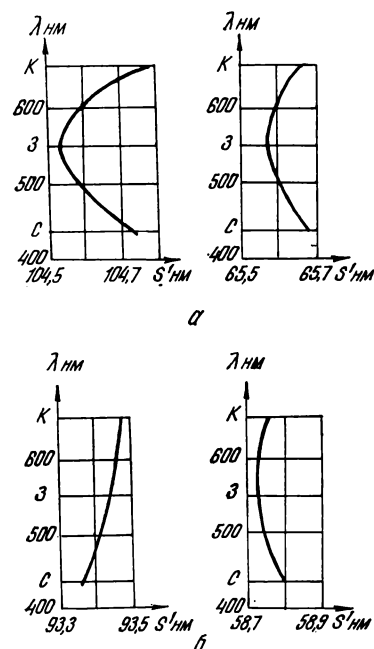 λ нм λ нм
К К
600 600
З З
500 500
С С
400 400
104,5 104,7 S' нм 65,5 65,7 S' нм
а
λ нм λ нм
К К
600 600
З З
500 500
С С
400 400
93,3 93,5 S' нм 58,7 58,9 S' нм
б